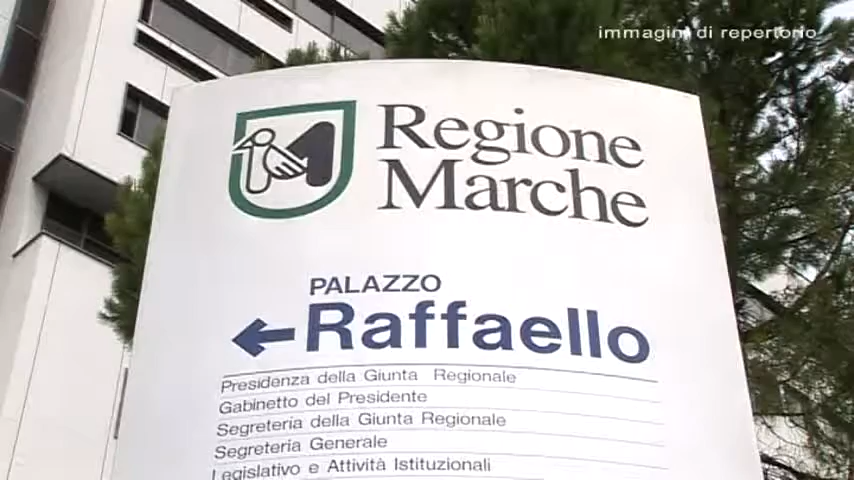 immagini di repertorio
Regione
Marche
PALAZZO
Raffaello
Presidenza della Giunta Regionale
Gabinetto del Presidente
Segreteria della Giunta Regionale
Segreteria Generale
Legislativo e Attività Istituzionali